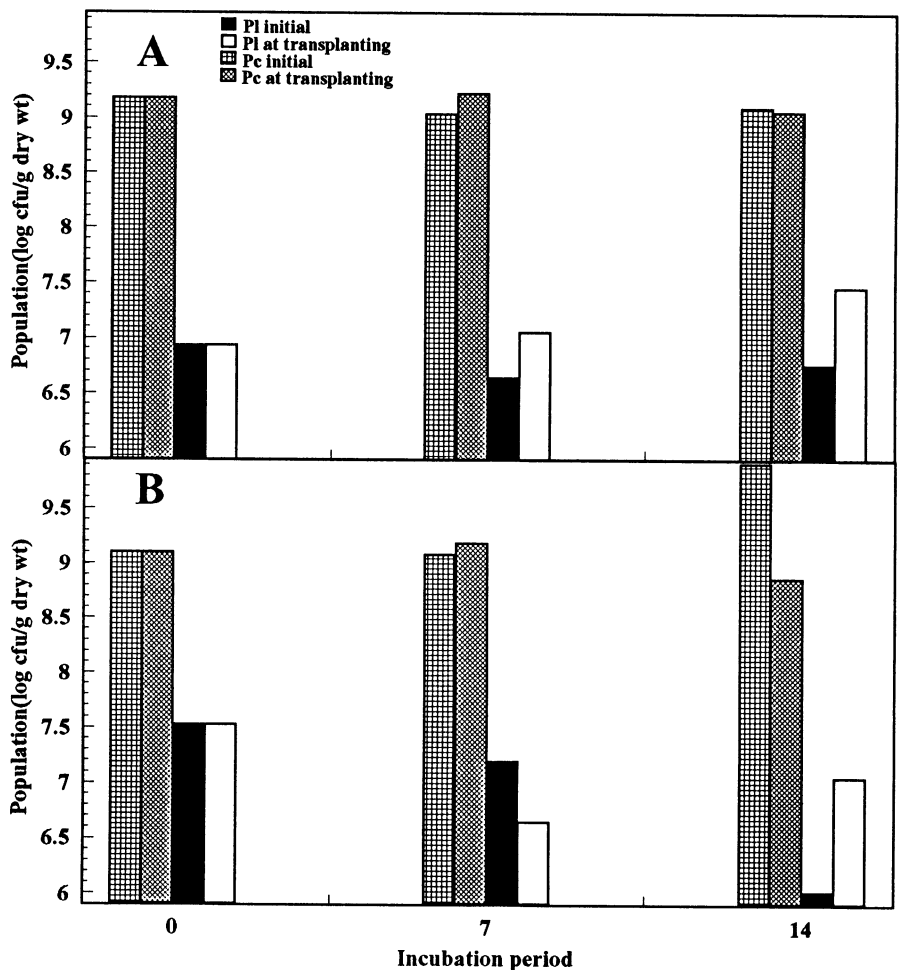 A
Pl initial
Pl at transplanting
Pc initial
Pc at transplanting
Population(log cfu/g dry wt)
9.5
9
8.5
8
7.5
7
6.5
6
B
Population(log cfu/g dry wt)
9.5
9
8.5
8
7.5
7
6.5
6
0
7
14
Incubation period